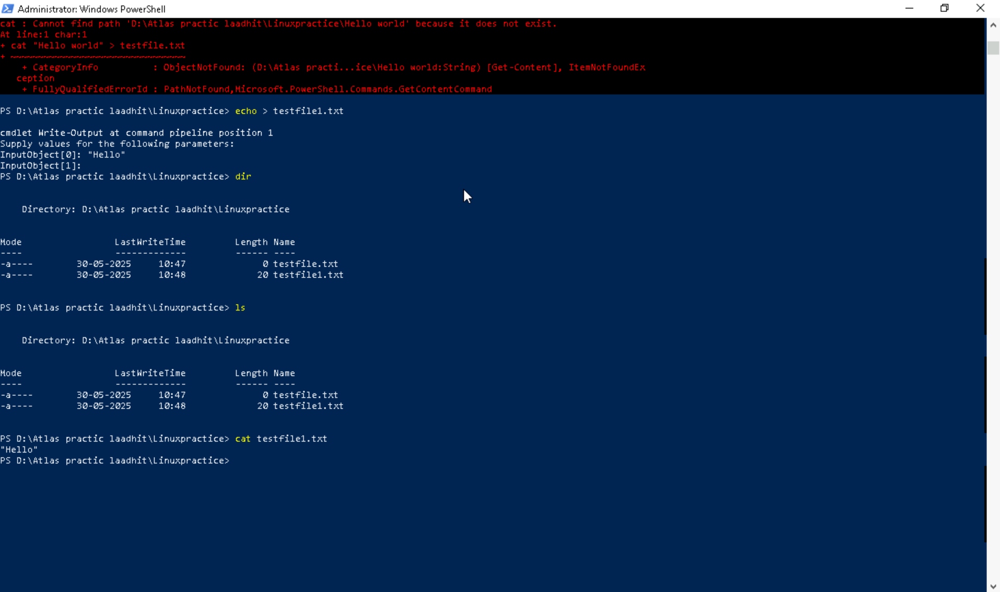 Administrator: Windows PowerShell
cat : Cannot find path 'D:\Atlas practic laadhit\Linuxpractice\Hello world' because it does not exist.
At line:1 char:1
+ cat "Hello world" > testfile.txt
+ ~~~~~~~~~~~~~~~~~~~~~~~~~~~~~~~~
    + CategoryInfo          : ObjectNotFound: (D:\Atlas practi...ice\Hello world:String) [Get-Content], ItemNotFoundEx
   ception
    + FullyQualifiedErrorId : PathNotFound,Microsoft.PowerShell.Commands.GetContentCommand
PS D:\Atlas practic laadhit\Linuxpractice> echo > testfile1.txt
cmdlet Write-Output at command pipeline position 1
Supply values for the following parameters:
InputObject[0]: "Hello"
InputObject[1]:
PS D:\Atlas practic laadhit\Linuxpractice> dir
    Directory: D:\Atlas practic laadhit\Linuxpractice
Mode                 LastWriteTime         Length Name
----                 -------------         ------ ----
-a----        30-05-2025     10:47              0 testfile.txt
-a----        30-05-2025     10:48             20 testfile1.txt
PS D:\Atlas practic laadhit\Linuxpractice> ls
    Directory: D:\Atlas practic laadhit\Linuxpractice
Mode                 LastWriteTime         Length Name
----                 -------------         ------ ----
-a----        30-05-2025     10:47              0 testfile.txt
-a----        30-05-2025     10:48             20 testfile1.txt
PS D:\Atlas practic laadhit\Linuxpractice> cat testfile1.txt
"Hello"
PS D:\Atlas practic laadhit\Linuxpractice>